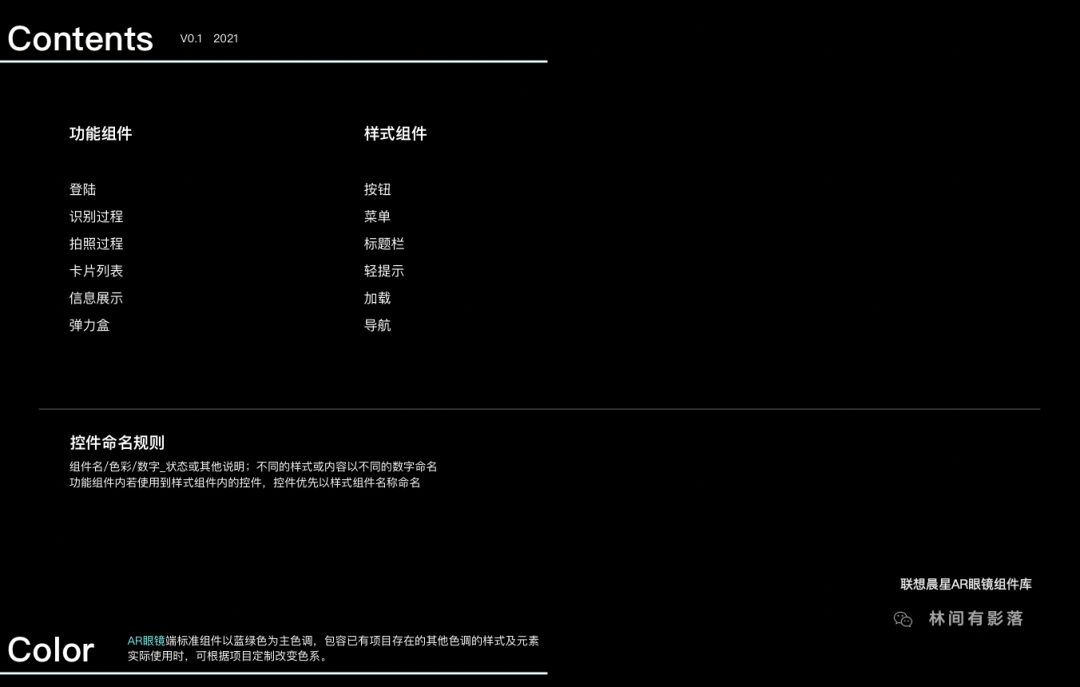 Contents V0.1 2021
功能组件
登陆
识别过程
拍照过程
卡片列表
信息展示
弹力盒
样式组件
按钮
菜单
标题栏
轻提示
加载
导航
控件命名规则
组件名/色彩/数字_状态或其他说明；不同的样式或内容以不同的数字命名
功能组件内若使用到样式组件内的控件，控件优先以样式组件名称命名
联想晨星AR眼镜组件库
林间有影落
Color
AR眼镜端标准组件以蓝绿色为主色调，包容已有项目存在的其他色调的样式及元素
实际使用时，可根据项目定制改变色系。